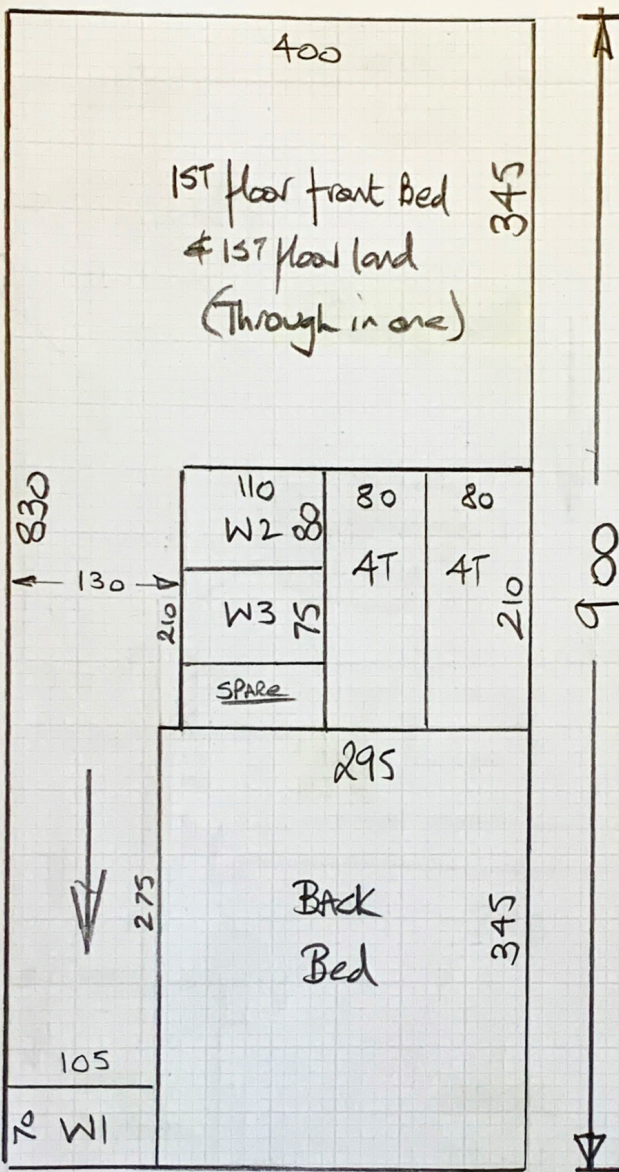 400
1ST floor front Bed
& 1ST floor land
(Through in one)
345
900
830
130
110
W2 80
W3 75
SPARe
210
80
4T
80
4T
210
295
275
BACK
Bed
345
105
70 W1